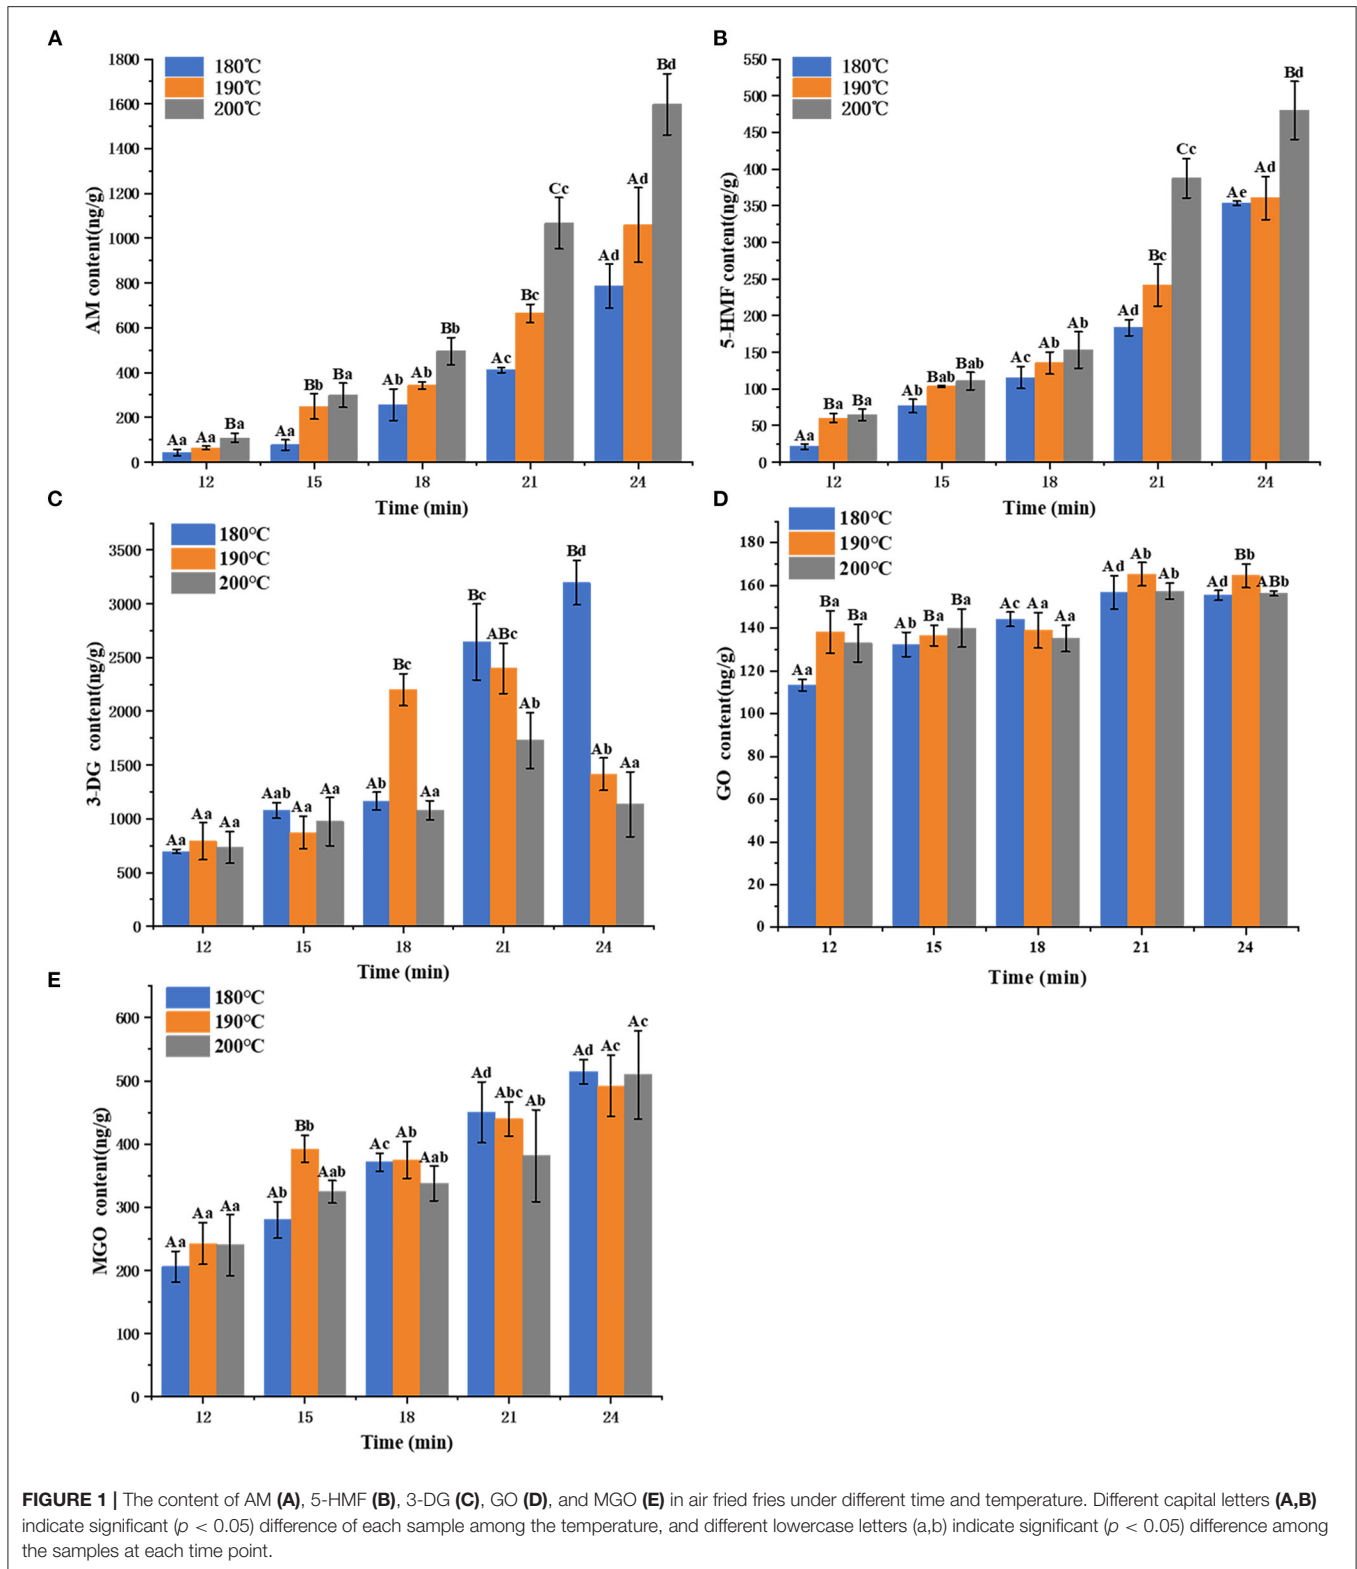 A
AM content(ng/g)
1800
1600
1400
1200
1000
800
600
400
200
0
180℃
190℃
200℃
Aa Aa Ba
Aa Bb Ba
Ab Ab Bb
Ac Bc Cc
Ad Ad Bd
12 15 18 21 24
Time (min)
B
5-HMF content(ng/g)
550
500
450
400
350
300
250
200
150
100
50
0
180℃
190℃
200℃
Aa Ba Ba
Ab Bab Bab
Ac Ab Ab
Ad Bc Cc
Ae Ad Bd
12 15 18 21 24
Time (min)
C
3-DG content(ng/g)
3500
3000
2500
2000
1500
1000
500
0
180°C
190°C
200°C
Aa Aa Aa
Aab Aa Aa
Ab Bc Aa
Bc ABc Ab
Bd Ab Aa
12 15 18 21 24
Time (min)
D
GO content(ng/g)
180
160
140
120
100
80
60
40
20
0
180°C
190°C
200°C
Aa Ba Ba
Ab Ba Ba
Ac Aa Aa
Ad Ab Ab
Ad Bb ABb
12 15 18 21 24
Time (min)
E
MGO content(ng/g)
600
500
400
300
200
100
0
180°C
190°C
200°C
Aa Aa Aa
Ab Bb Aab
Ac Ab Aab
Ad Abc Ab
Ad Ac Ac
12 15 18 21 24
Time (min)
FIGURE 1 | The content of AM (A), 5-HMF (B), 3-DG (C), GO (D), and MGO (E) in air fried fries under different time and temperature. Different capital letters (A,B)
indicate significant (p < 0.05) difference of each sample among the temperature, and different lowercase letters (a,b) indicate significant (p < 0.05) difference among
the samples at each time point.